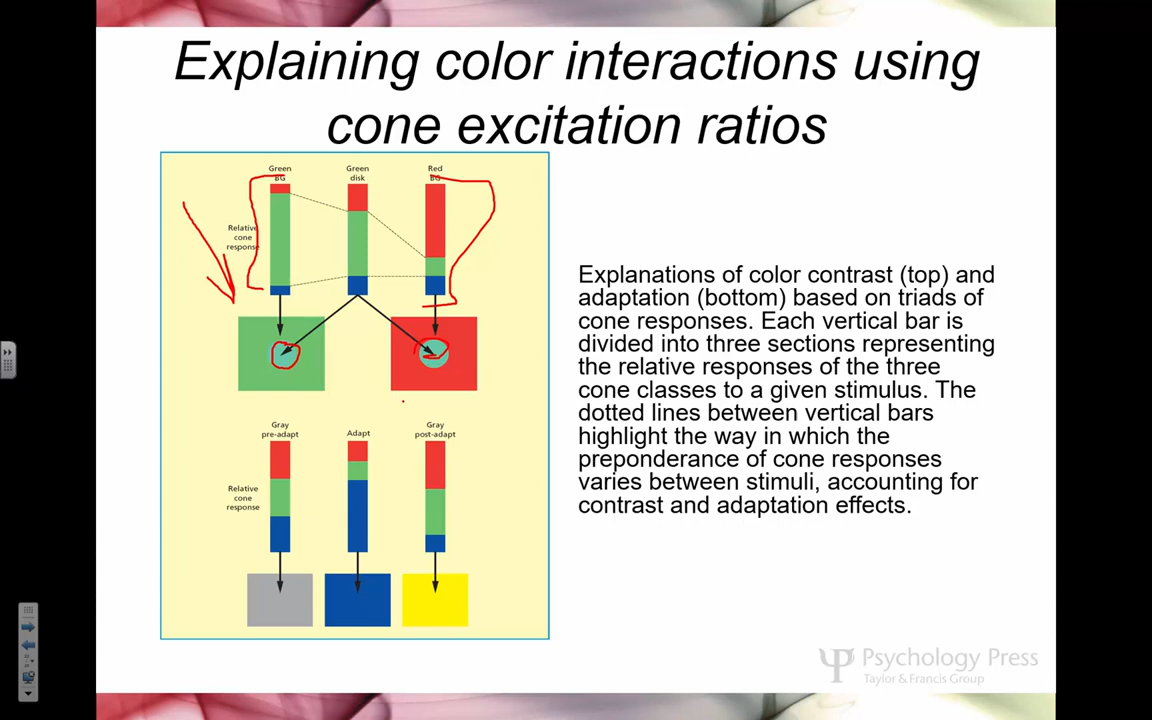 Explaining color interactions using
cone excitation ratios
Green
BG
Green
disk
Red
BG
Relative
cone
response
Gray
pre-adapt
Adapt
Gray
post-adapt
Relative
cone
response
Explanations of color contrast (top) and
adaptation (bottom) based on triads of
cone responses. Each vertical bar is
divided into three sections representing
the relative responses of the three
cone classes to a given stimulus. The
dotted lines between vertical bars
highlight the way in which the
preponderance of cone responses
varies between stimuli, accounting for
contrast and adaptation effects.
Psychology Press
Taylor & Francis Group